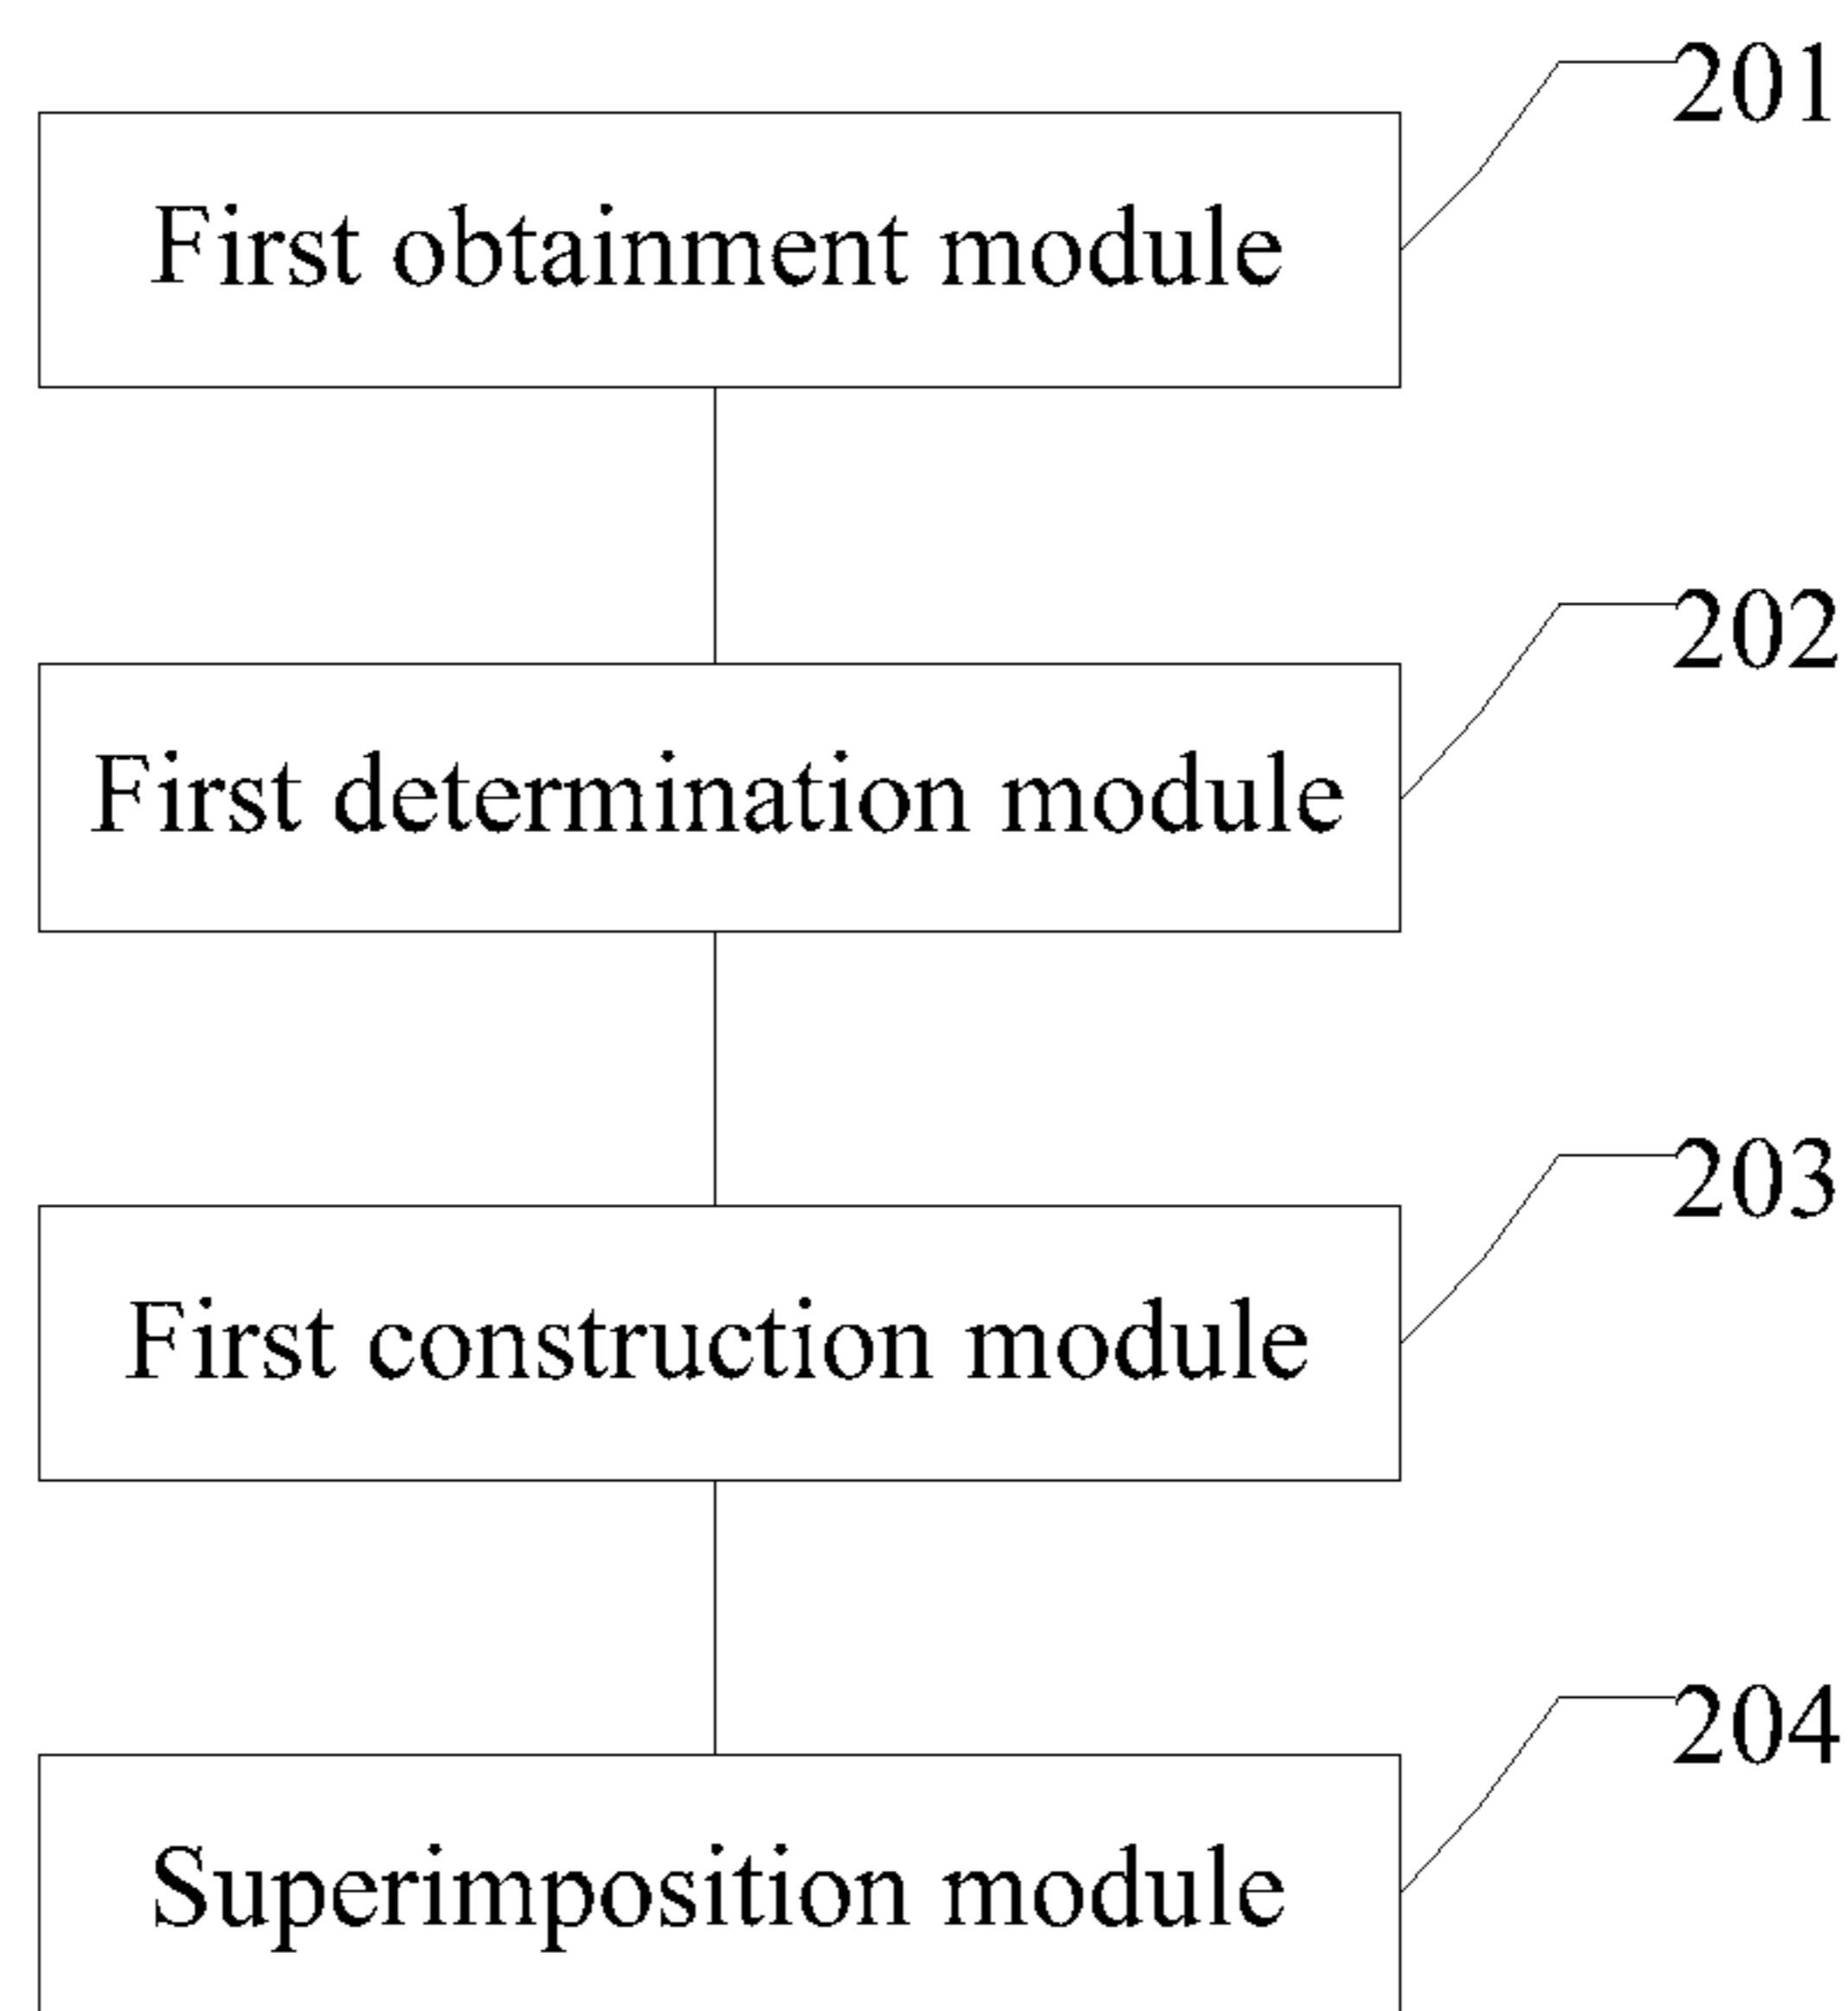 201
First obtainment module
202
First determination module
203
First construction module
204
Superimposition module